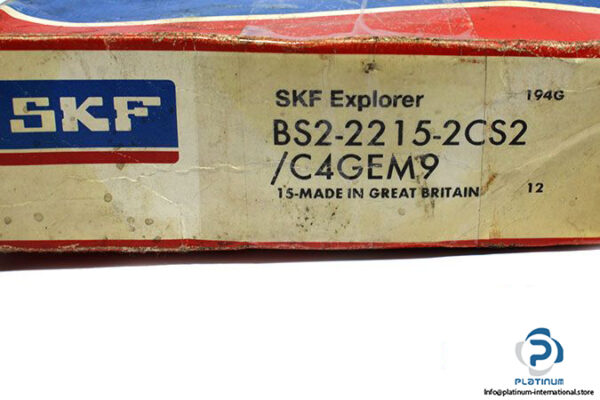 SKF
SKF Explorer
194G
BS2-2215-2CS2
/C4GEM9
15-MADE IN GREAT BRITAIN
12
PLATINUM
Info@platinum-international.store